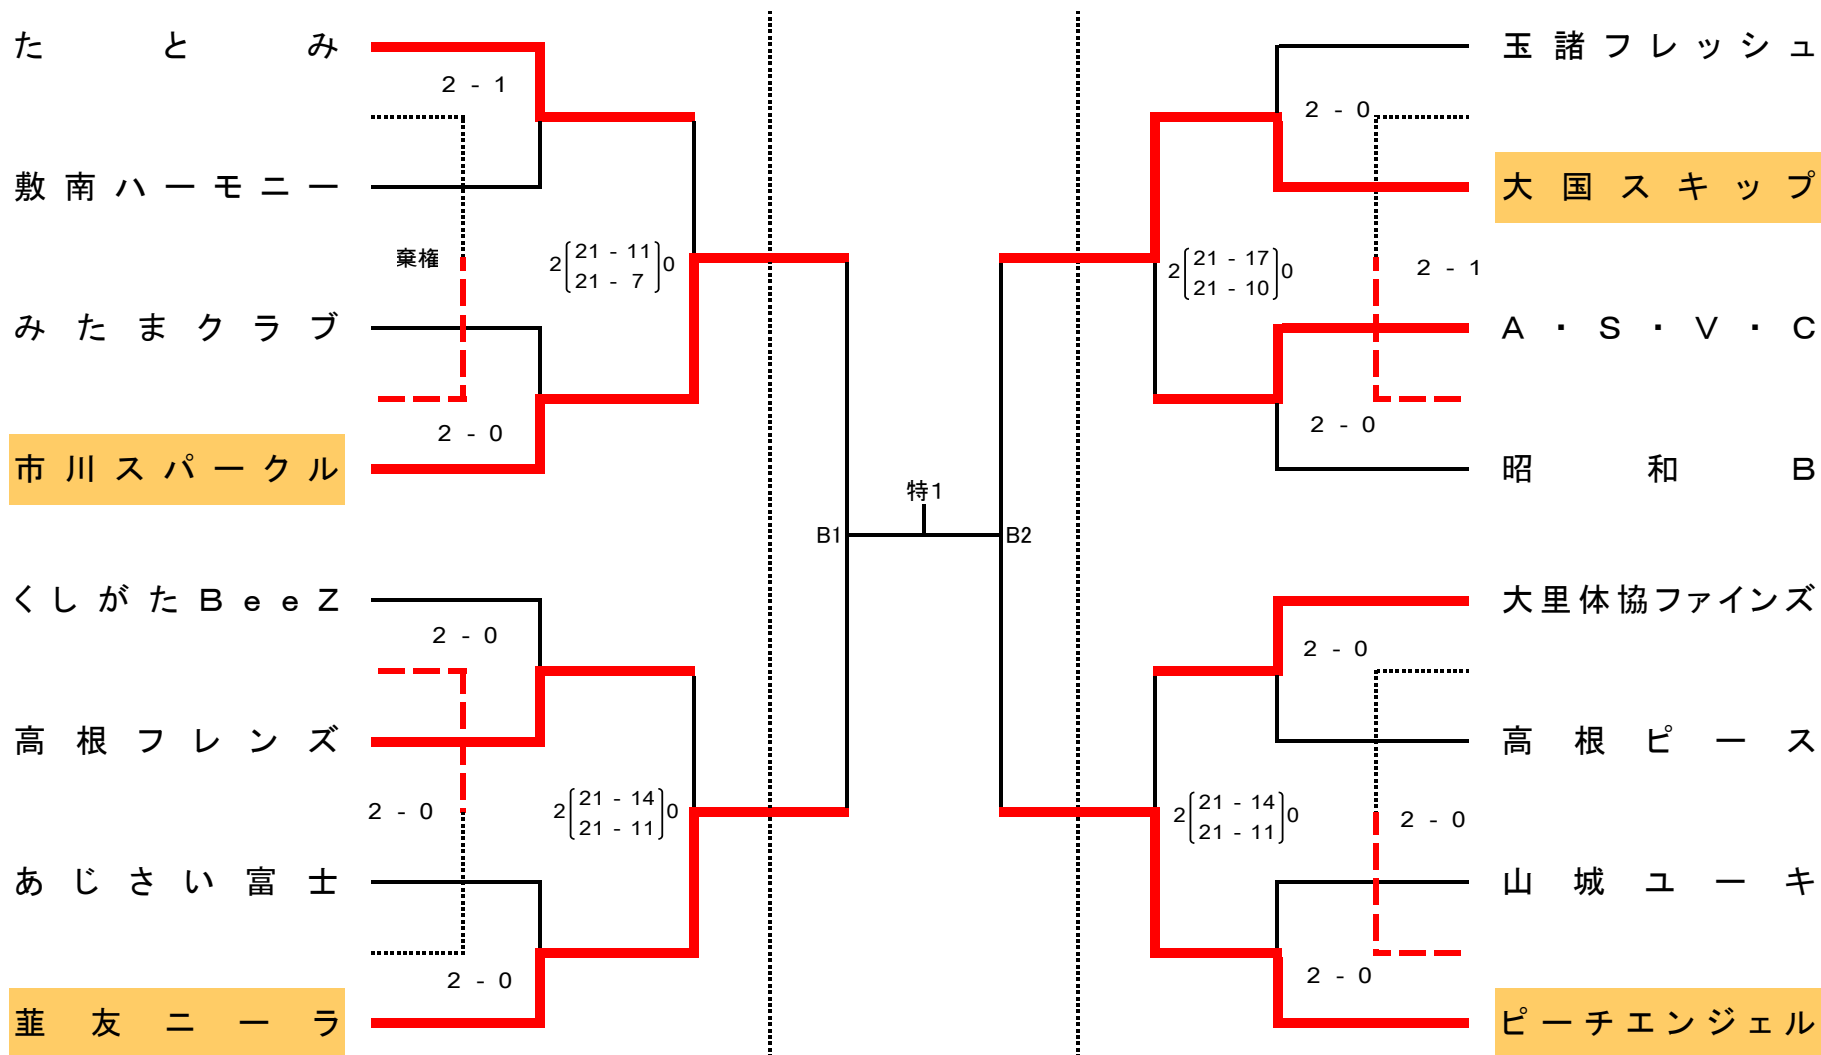 たとみ
2 - 1
敷南ハーモニー
棄権
2 21 - 11 0
21 - 7
みたまクラブ
2 - 0
市川スパークル
くしがたBeeZ
2 - 0
高根フレンズ
2 - 0
2 21 - 14 0
21 - 11
あじさい富士
2 - 0
韮友ニーラ
特1
B1
B2
玉諸フレッシュ
2 - 0
大国スキップ
2 21 - 17 0
21 - 10
2 - 1
A・S・V・C
2 - 0
昭和B
大里体協ファインズ
2 - 0
高根ピース
2 21 - 14 0
21 - 11
2 - 0
山城ユーキ
2 - 0
ピーチエンジェル